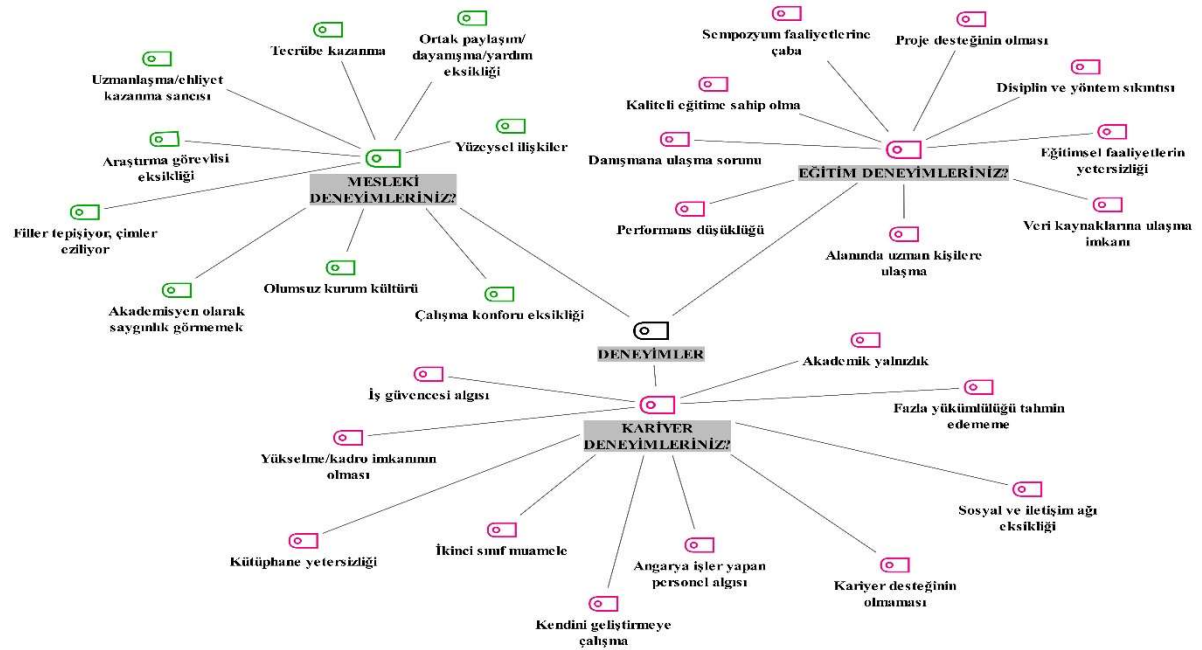 Tecrübe kazanma
Ortak paylaşım/
dayanışma/yardım
eksikliği
Uzmanlaşma/ehliyet
kazanma sancısı
Araştırma görevlisi
eksikliği
Yüzeysel ilişkiler
MESLEKİ
DENEYİMLERİNİZ?
Filler tepişiyor, çimler
eziliyor
Akademisyen olarak
saygınlık görmemek
Olumsuz kurum kültürü
Çalışma konforu eksikliği
Sempozyum faaliyetlerine
çaba
Proje desteğinin olması
Kaliteli eğitime sahip olma
Disiplin ve yöntem sıkıntısı
Danışmana ulaşma sorunu
EĞİTİM DENEYİMLERİNİZ?
Eğitimsel faaliyetlerin
yetersizliği
Performans düşüklüğü
Alanında uzman kişilere
ulaşma
Veri kaynaklarına ulaşma
imkanı
DENEYİMLER
Akademik yalnızlık
İş güvencesi algısı
Fazla yükümlülüğü tahmin
edememe
KARİYER
DENEYİMLERİNİZ?
Yükselme/kadro imkanının
olması
Sosyal ve iletişim ağı
eksikliği
Kütüphane yetersizliği
İkinci sınıf muamele
Angarya işler yapan
personel algısı
Kariyer desteğinin
olmaması
Kendini geliştirmeye
çalışma